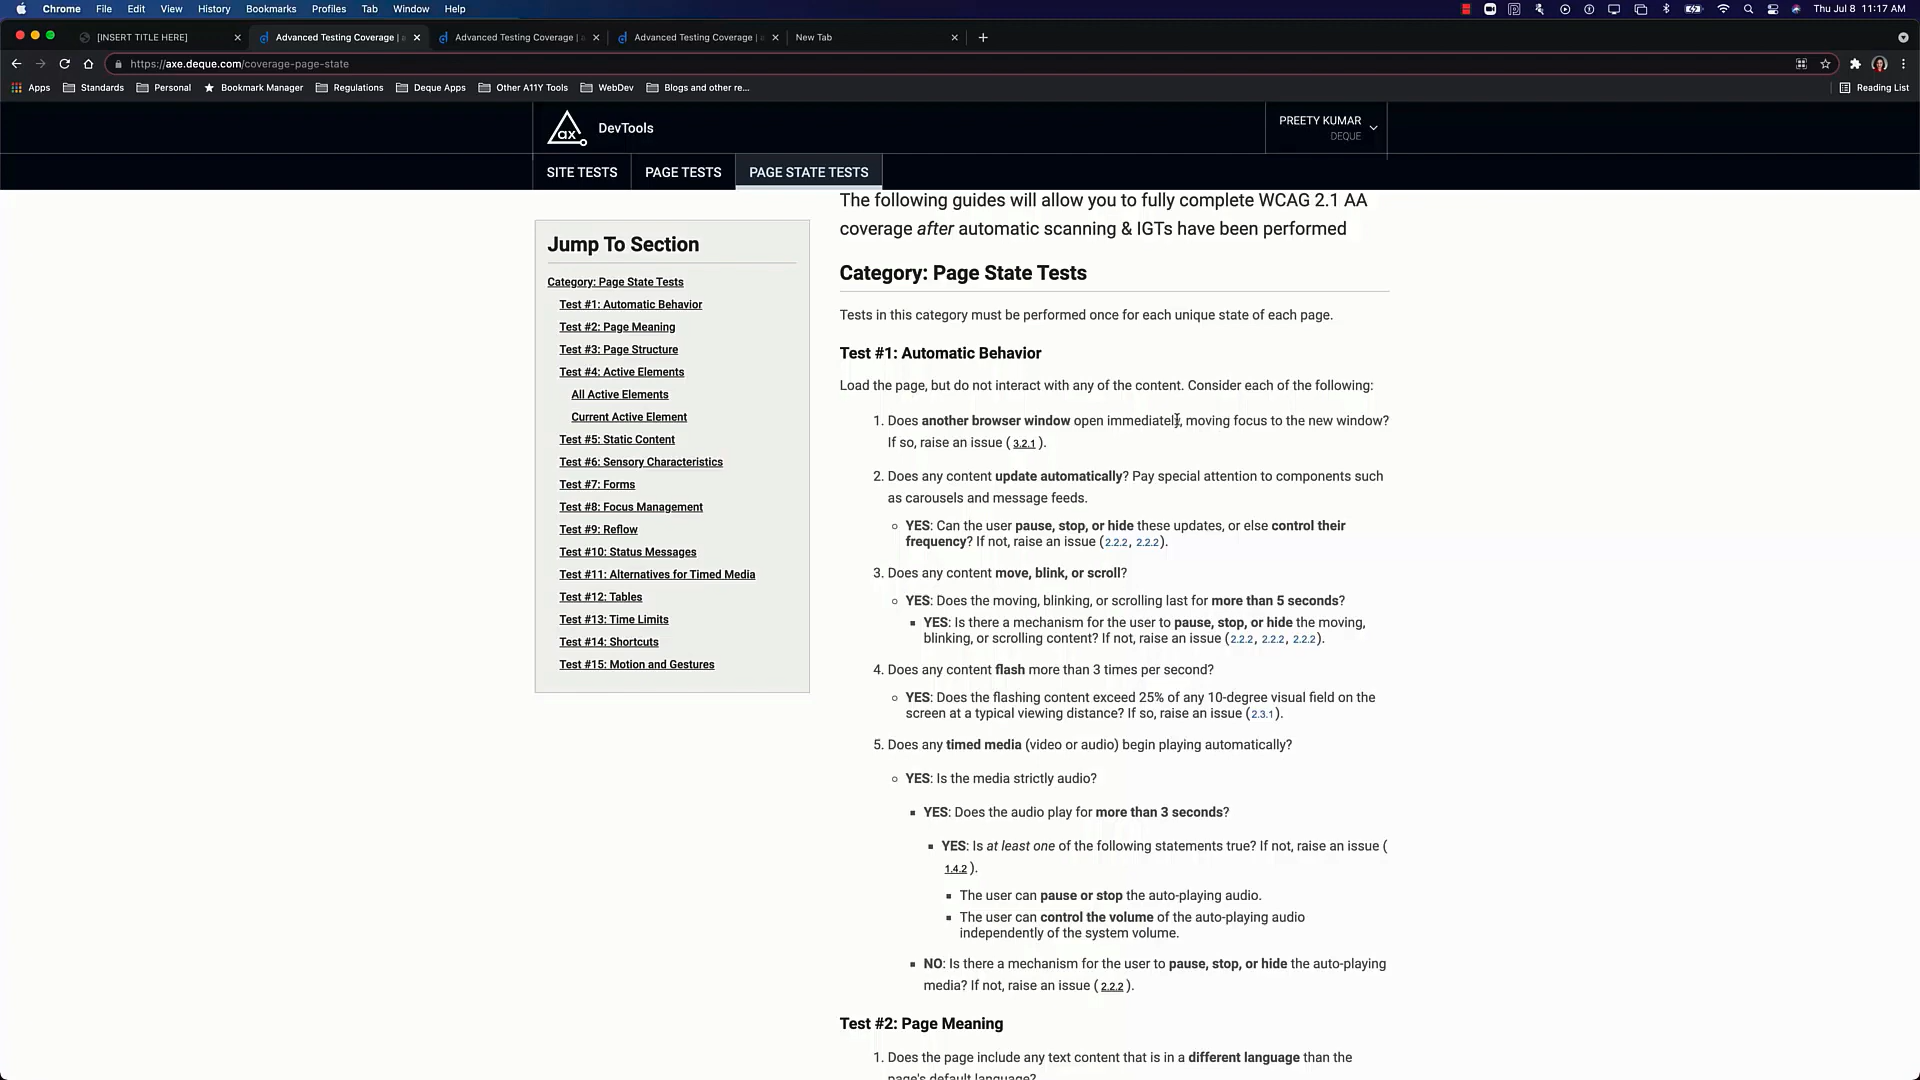 Chrome File Edit View History Bookmarks Profiles Tab Window Help
Thu Jul 8 11:17 AM
[INSERT TITLE HERE]
Advanced Testing Coverage |
Advanced Testing Coverage |
Advanced Testing Coverage |
New Tab
https://axe.deque.com/coverage-page-state
Apps Standards Personal Bookmark Manager Regulations Deque Apps Other A11Y Tools WebDev Blogs and other re... Reading List
ax DevTools
PREETY KUMAR
DEQUE
SITE TESTS PAGE TESTS PAGE STATE TESTS
Jump To Section
Category: Page State Tests
Test #1: Automatic Behavior
Test #2: Page Meaning
Test #3: Page Structure
Test #4: Active Elements
All Active Elements
Current Active Element
Test #5: Static Content
Test #6: Sensory Characteristics
Test #7: Forms
Test #8: Focus Management
Test #9: Reflow
Test #10: Status Messages
Test #11: Alternatives for Timed Media
Test #12: Tables
Test #13: Time Limits
Test #14: Shortcuts
Test #15: Motion and Gestures
The following guides will allow you to fully complete WCAG 2.1 AA
coverage after automatic scanning & IGTs have been performed
Category: Page State Tests
Tests in this category must be performed once for each unique state of each page.
Test #1: Automatic Behavior
Load the page, but do not interact with any of the content. Consider each of the following:
1. Does another browser window open immediately, moving focus to the new window?
If so, raise an issue ( 3.2.1 ).
2. Does any content update automatically? Pay special attention to components such
as carousels and message feeds.
YES: Can the user pause, stop, or hide these updates, or else control their
frequency? If not, raise an issue (2.2.2, 2.2.2).
3. Does any content move, blink, or scroll?
YES: Does the moving, blinking, or scrolling last for more than 5 seconds?
YES: Is there a mechanism for the user to pause, stop, or hide the moving,
blinking, or scrolling content? If not, raise an issue (2.2.2, 2.2.2, 2.2.2).
4. Does any content flash more than 3 times per second?
YES: Does the flashing content exceed 25% of any 10-degree visual field on the
screen at a typical viewing distance? If so, raise an issue (2.3.1).
5. Does any timed media (video or audio) begin playing automatically?
YES: Is the media strictly audio?
YES: Does the audio play for more than 3 seconds?
YES: Is at least one of the following statements true? If not, raise an issue (
1.4.2 ).
The user can pause or stop the auto-playing audio.
The user can control the volume of the auto-playing audio
independently of the system volume.
NO: Is there a mechanism for the user to pause, stop, or hide the auto-playing
media? If not, raise an issue ( 2.2.2 ).
Test #2: Page Meaning
1. Does the page include any text content that is in a different language than the
page's default language?